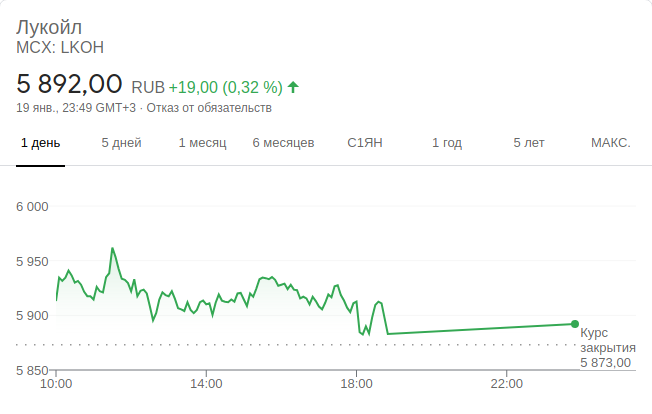 Лукойл
MCX: LKOH
5 892,00 RUB +19,00 (0,32 %)
19 янв., 23:49 GMT+3 · Отказ от обязательств
1 день 5 дней 1 месяц 6 месяцев С1ЯН 1 год 5 лет МАКС.
6 000
5 950
5 900
5 850
Курс
закрытия
5 873,00
10:00 14:00 18:00 22:00